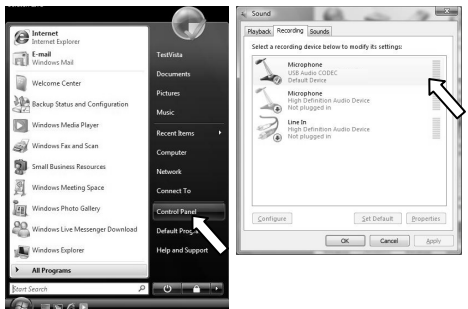 Internet
Internet Explorer
E-mail
Windows Mail
Welcome Center
Backup Status and Configuration
Windows Media Player
Windows Fax and Scan
Small Business Resources
Windows Meeting Space
Windows Photo Gallery
Windows Live Messenger Download
Windows Explorer
All Programs
Start Search
TestVista
Documents
Pictures
Music
Recent Items
Computer
Network
Connect To
Control Panel
Default
Help and Support
Sound
Playback Recording Sounds
Select a recording device below to modify its settings:
Microphone
USB Audio CODEC
Default Device
Microphone
High Definition Audio Device
Not plugged in
Line In
High Definition Audio Device
Not plugged in
Configure Set Default Properties
OK Cancel Apply